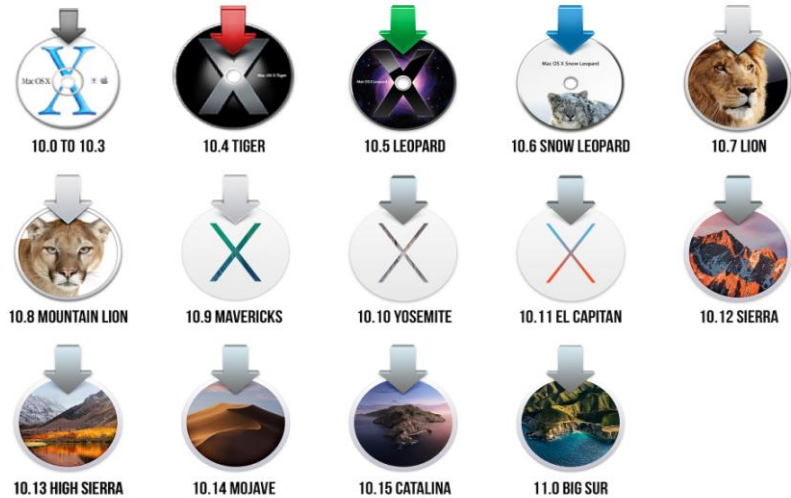 Mac OS X
X
Mac OS X Tiger
Mac OS X Leopard
Mac OS X Snow Leopard
10.0 TO 10.3
10.4 TIGER
10.5 LEOPARD
10.6 SNOW LEOPARD
10.7 LION
10.8 MOUNTAIN LION
10.9 MAVERICKS
10.10 YOSEMITE
10.11 EL CAPITAN
10.12 SIERRA
10.13 HIGH SIERRA
10.14 MOJAVE
10.15 CATALINA
11.0 BIG SUR